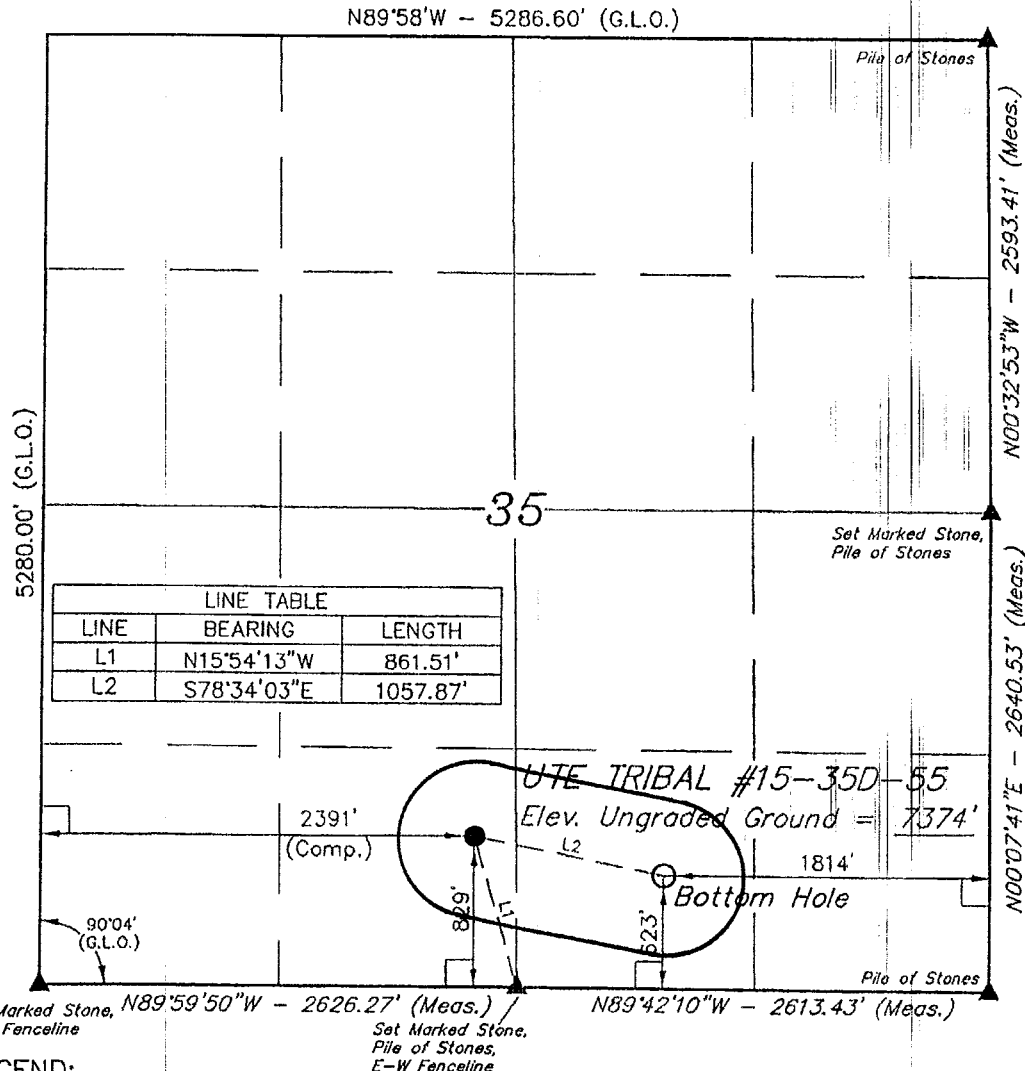 N89°58'W - 5286.60' (G.L.O.)
Pile of Stones
N00°32'53"W - 2593.41' (Meas.)
5280.00' (G.L.O.)
35
Set Marked Stone,
Pile of Stones
LINE TABLE
LINE BEARING LENGTH
L1 N15°54'13"W 861.51'
L2 S78°34'03"E 1057.87'
N00°07'41"E - 2640.53' (Meas.)
UTE TRIBAL #15-35D-55
Elev. Ungraded Ground = 7374'
2391'
(Comp.)
L2
1814'
829'
L1
Bottom Hole
623'
90°04'
(G.L.O.)
Pile of Stones
Marked Stone,
Fenceline
N89°59'50"W - 2626.27' (Meas.)
N89°42'10"W - 2613.43' (Meas.)
Set Marked Stone,
Pile of Stones,
E-W Fenceline